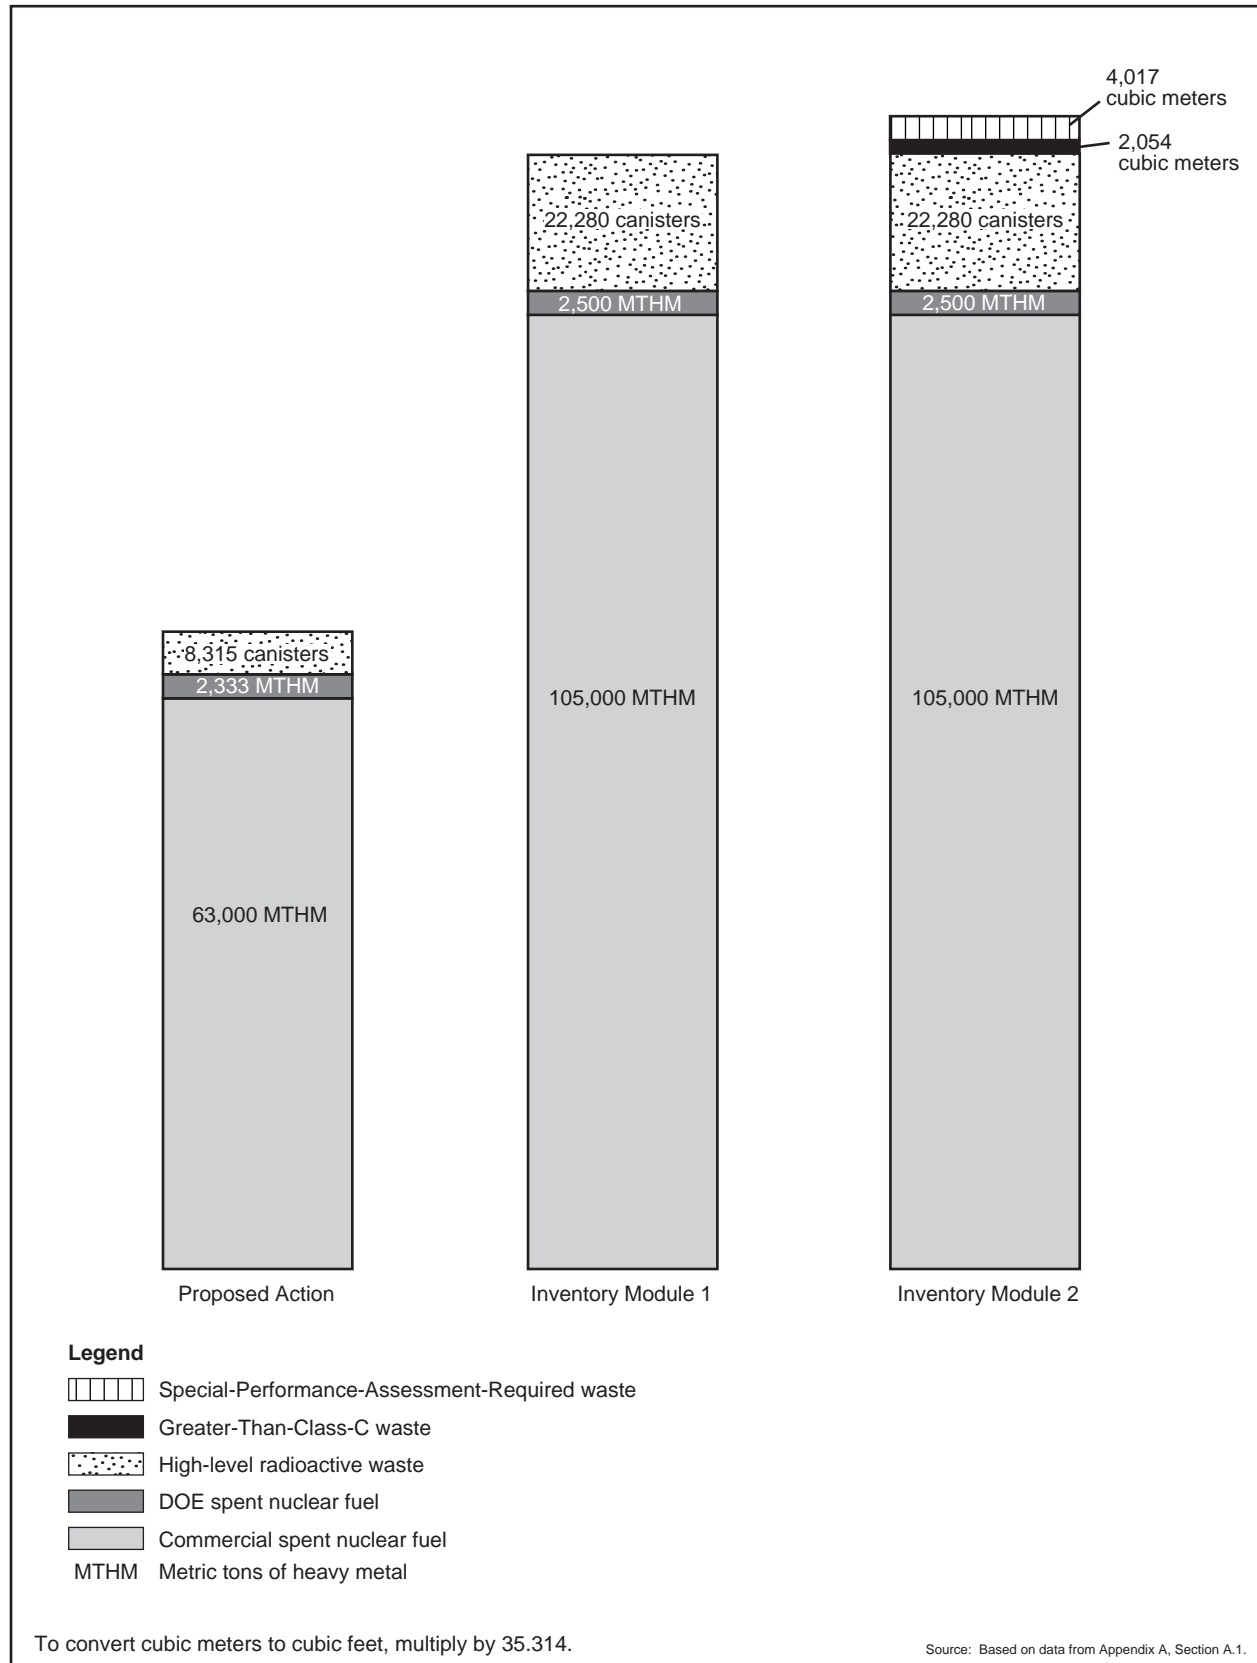 4,017
cubic meters
2,054
cubic meters
22,280 canisters
22,280 canisters
2,500 MTHM
2,500 MTHM
8,315 canisters
2,333 MTHM
105,000 MTHM
105,000 MTHM
63,000 MTHM
Proposed Action
Inventory Module 1
Inventory Module 2
Legend
Special-Performance-Assessment-Required waste
Greater-Than-Class-C waste
High-level radioactive waste
DOE spent nuclear fuel
Commercial spent nuclear fuel
MTHM Metric tons of heavy metal
To convert cubic meters to cubic feet, multiply by 35.314.
Source: Based on data from Appendix A, Section A.1.